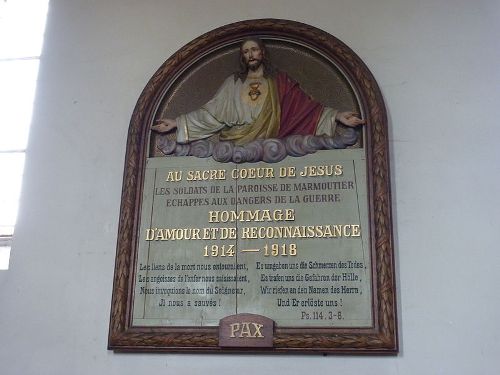 AU SACRE COEUR DE JESUS
LES SOLDATS DE LA PAROISSE DE MARMOUTIER
ECHAPPES AUX DANGERS DE LA GUERRE
HOMMAGE
D'AMOUR ET DE RECONNAISSANCE
1914 — 1918
Les liens de la mort nous entouraient,
Les angoisses de l'enfer nous saisissaient,
Nous invoquions le nom du Seigneur,
Ji nous a sauvés!
Es umgaben uns die Schmerzen des Todes,
Es trafen uns die Gefahren der Hölle,
Wir riefen an den Namen des Herrn,
Und Er erlöste uns!
Ps. 114. 3-8.
PAX